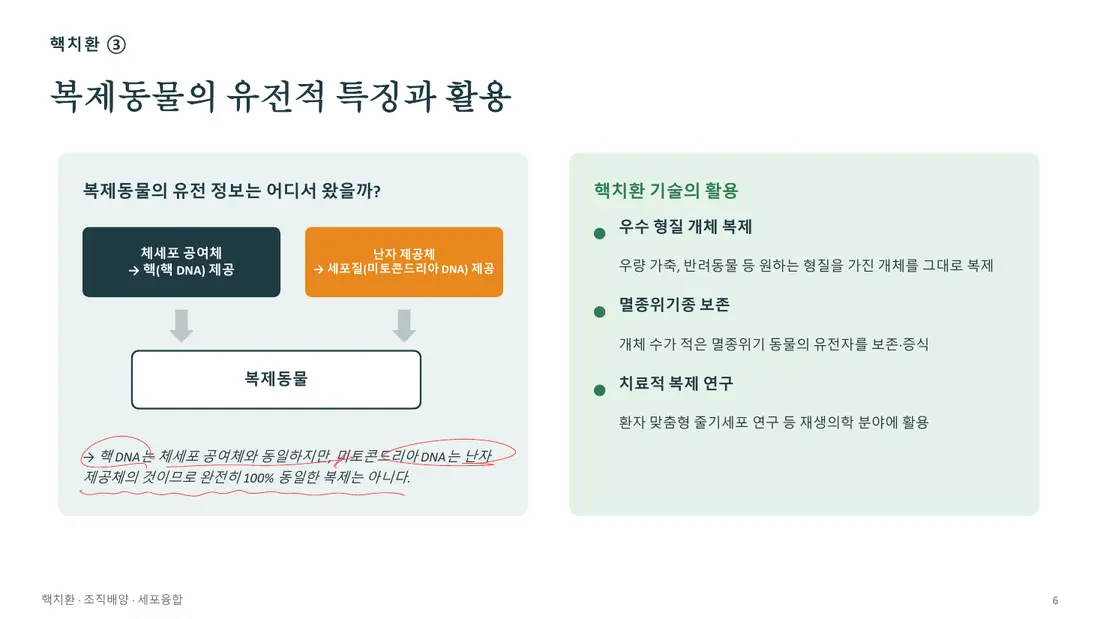 핵치환 ③
복제동물의 유전적 특징과 활용
복제동물의 유전 정보는 어디서 왔을까?
체세포 공여체
→ 핵(핵 DNA) 제공
난자 제공체
→ 세포질(미토콘드리아 DNA) 제공
복제동물
→ 핵 DNA는 체세포 공여체와 동일하지만, 미토콘드리아 DNA는 난자
제공체의 것이므로 완전히 100% 동일한 복제는 아니다.
핵치환 기술의 활용
우수 형질 개체 복제
우량 가축, 반려동물 등 원하는 형질을 가진 개체를 그대로 복제
멸종위기종 보존
개체 수가 적은 멸종위기 동물의 유전자를 보존·증식
치료적 복제 연구
환자 맞춤형 줄기세포 연구 등 재생의학 분야에 활용
핵치환 · 조직배양 · 세포융합
6